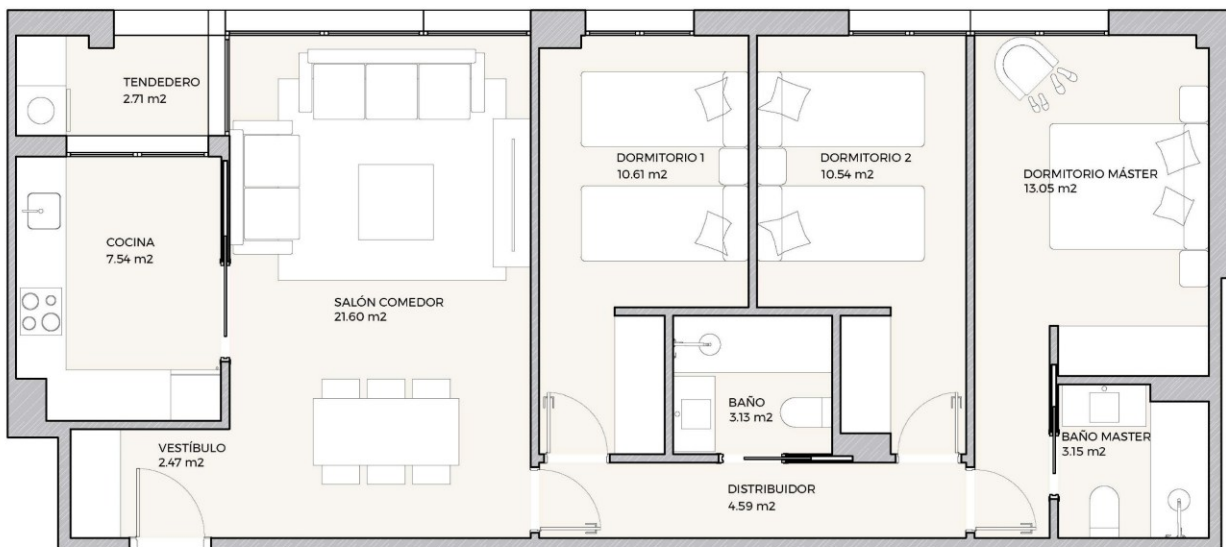 TENDEDERO
2.71 m2
DORMITORIO 1
10.61 m2
DORMITORIO 2
10.54 m2
DORMITORIO MÁSTER
13.05 m2
COCINA
7.54 m2
SALÓN COMEDOR
21.60 m2
BAÑO
3.13 m2
VESTÍBULO
2.47 m2
BAÑO MASTER
3.15 m2
DISTRIBUIDOR
4.59 m2